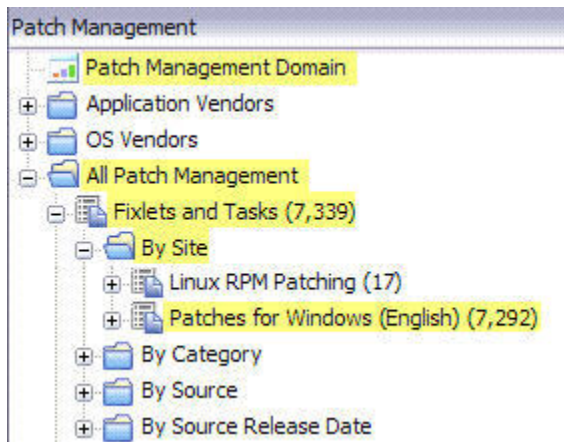 Patch Management
Patch Management Domain
Application Vendors
OS Vendors
All Patch Management
Fixlets and Tasks (7,339)
By Site
Linux RPM Patching (17)
Patches for Windows (English) (7,292)
By Category
By Source
By Source Release Date